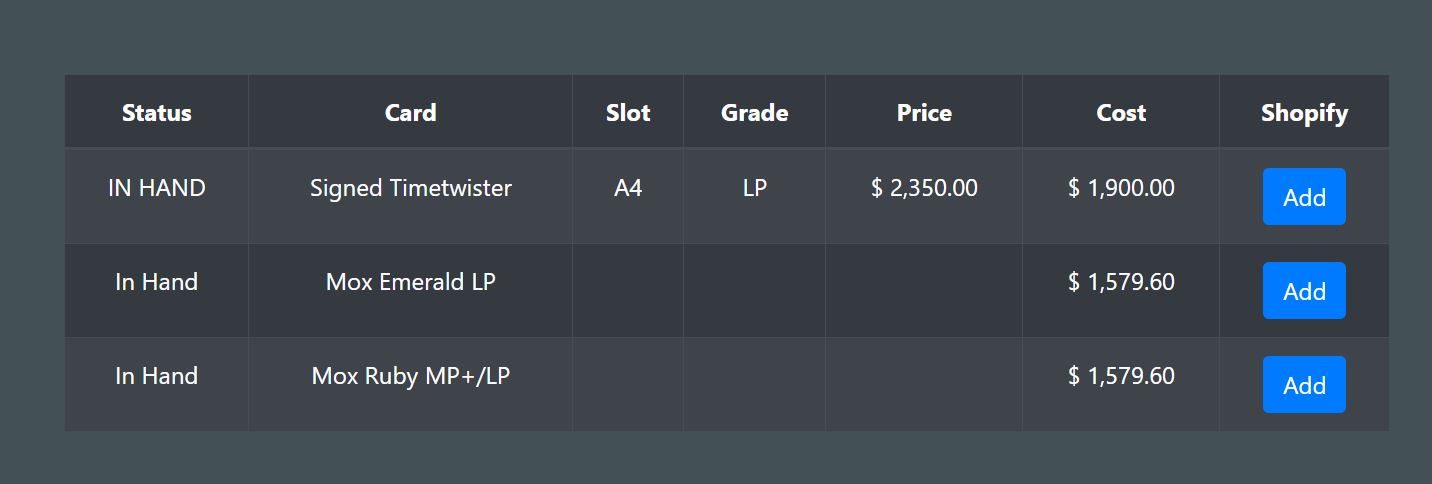 Status Card Slot Grade Price Cost Shopify
IN HAND Signed Timetwister A4 LP $ 2,350.00 $ 1,900.00 Add
In Hand Mox Emerald LP $ 1,579.60 Add
In Hand Mox Ruby MP+/LP $ 1,579.60 Add